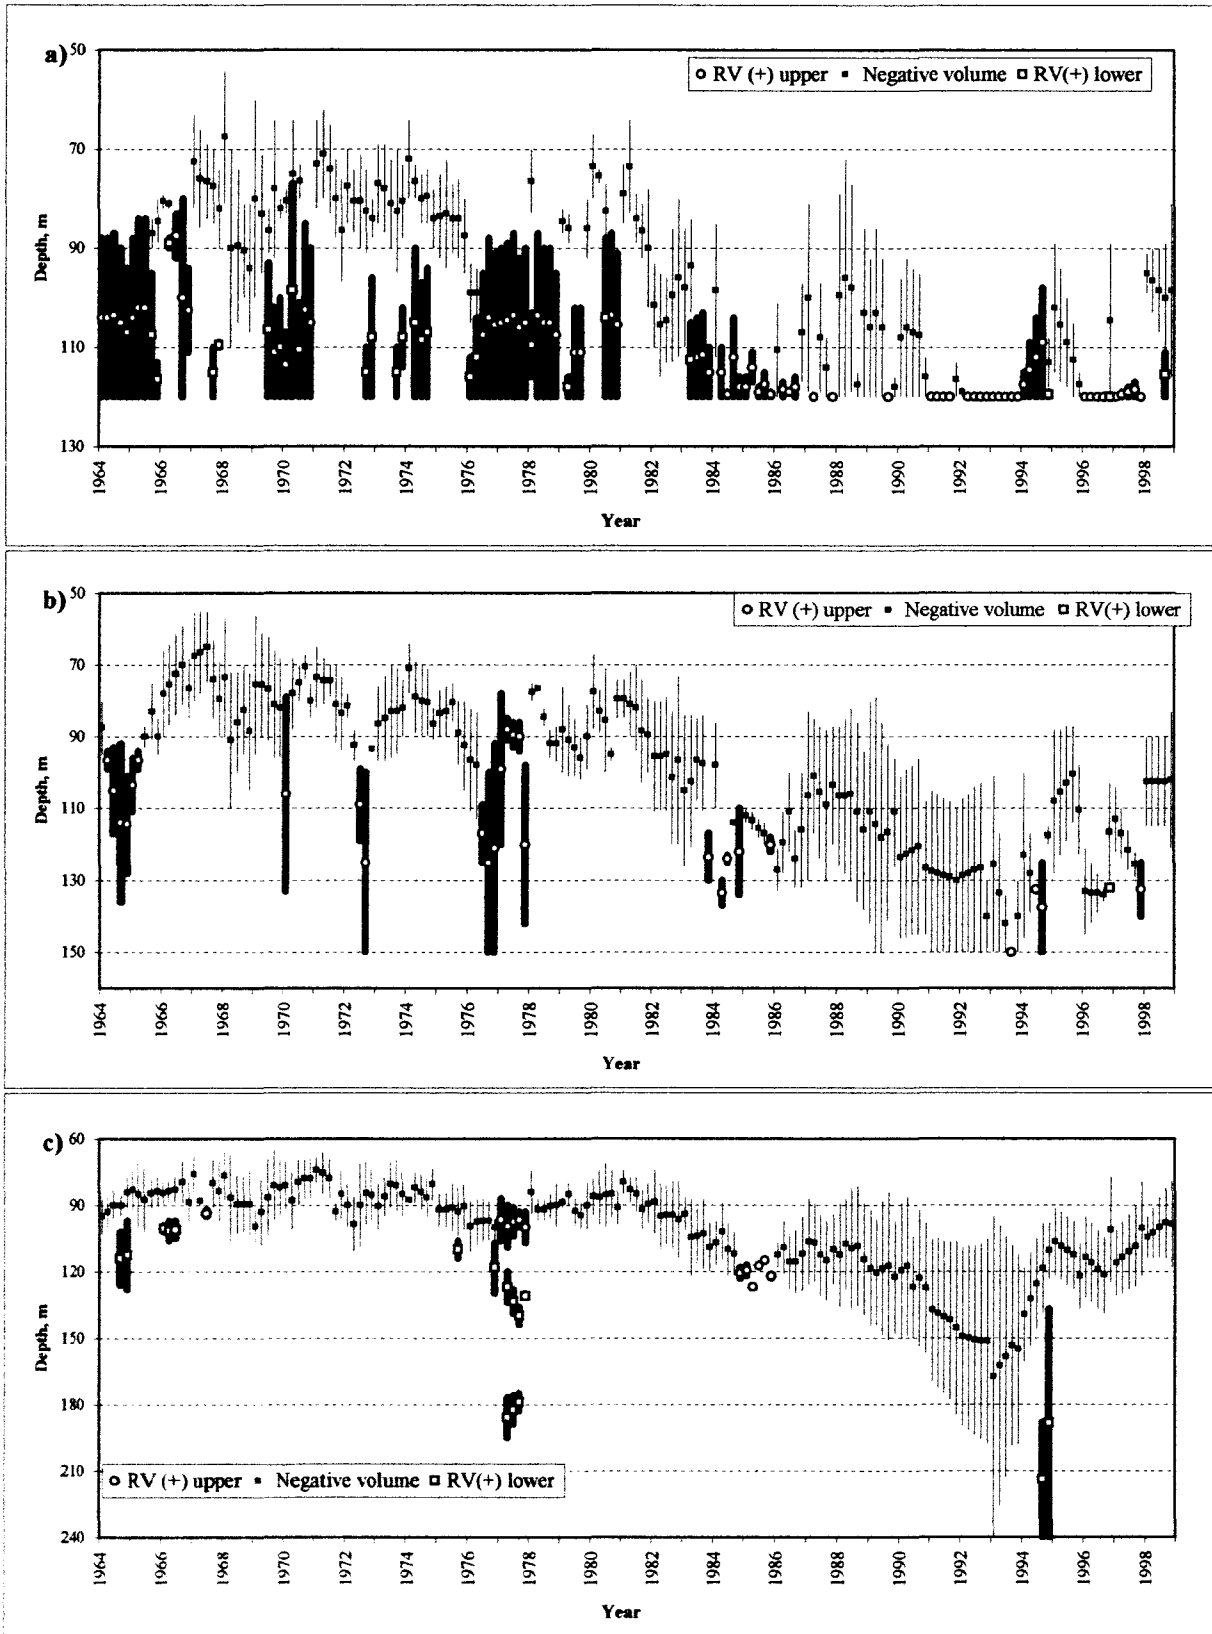 a)
50
RV (+) upper Negative volume RV(+) lower
70
90
110
130
Depth, m
1964 1966 1968 1970 1972 1974 1976 1978 1980 1982 1984 1986 1988 1990 1992 1994 1996 1998
Year
b)
50
RV (+) upper Negative volume RV(+) lower
70
90
110
130
150
Depth, m
1964 1966 1968 1970 1972 1974 1976 1978 1980 1982 1984 1986 1988 1990 1992 1994 1996 1998
Year
c)
60
90
120
150
180
210
240
Depth, m
RV (+) upper Negative volume RV(+) lower
1964 1966 1968 1970 1972 1974 1976 1978 1980 1982 1984 1986 1988 1990 1992 1994 1996 1998
Year